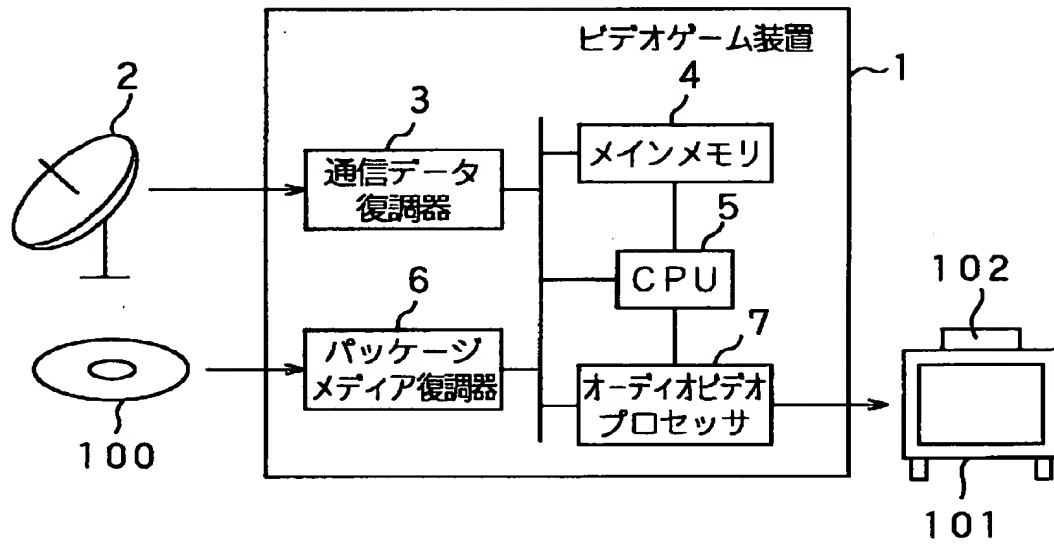 ビデオゲーム装置
1
2
3
通信データ
復調器
4
メインメモリ
5
CPU
6
パッケージ
メディア復調器
7
オーディオビデオ
プロセッサ
100
102
101